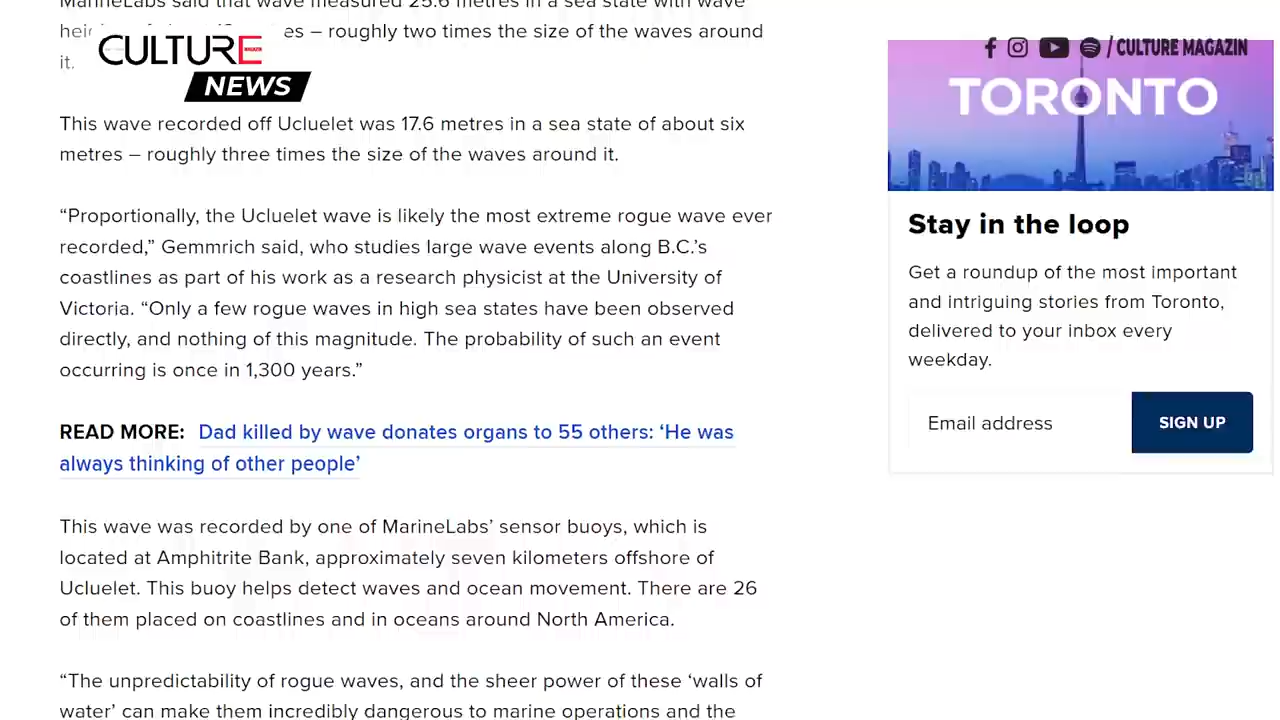 MarineLabs said that wave measured 25.6 metres in a sea state with wave
es – roughly two times the size of the waves around
it.
CULTURE
NEWS
/ CULTURE MAGAZIN
TORONTO
This wave recorded off Ucluelet was 17.6 metres in a sea state of about six
metres – roughly three times the size of the waves around it.
“Proportionally, the Ucluelet wave is likely the most extreme rogue wave ever
recorded,” Gemmrich said, who studies large wave events along B.C.’s
coastlines as part of his work as a research physicist at the University of
Victoria. “Only a few rogue waves in high sea states have been observed
directly, and nothing of this magnitude. The probability of such an event
occurring is once in 1,300 years.”
READ MORE: Dad killed by wave donates organs to 55 others: ‘He was
always thinking of other people’
This wave was recorded by one of MarineLabs’ sensor buoys, which is
located at Amphitrite Bank, approximately seven kilometers offshore of
Ucluelet. This buoy helps detect waves and ocean movement. There are 26
of them placed on coastlines and in oceans around North America.
“The unpredictability of rogue waves, and the sheer power of these ‘walls of
water’ can make them incredibly dangerous to marine operations and the
Stay in the loop
Get a roundup of the most important
and intriguing stories from Toronto,
delivered to your inbox every
weekday.
Email address
SIGN UP